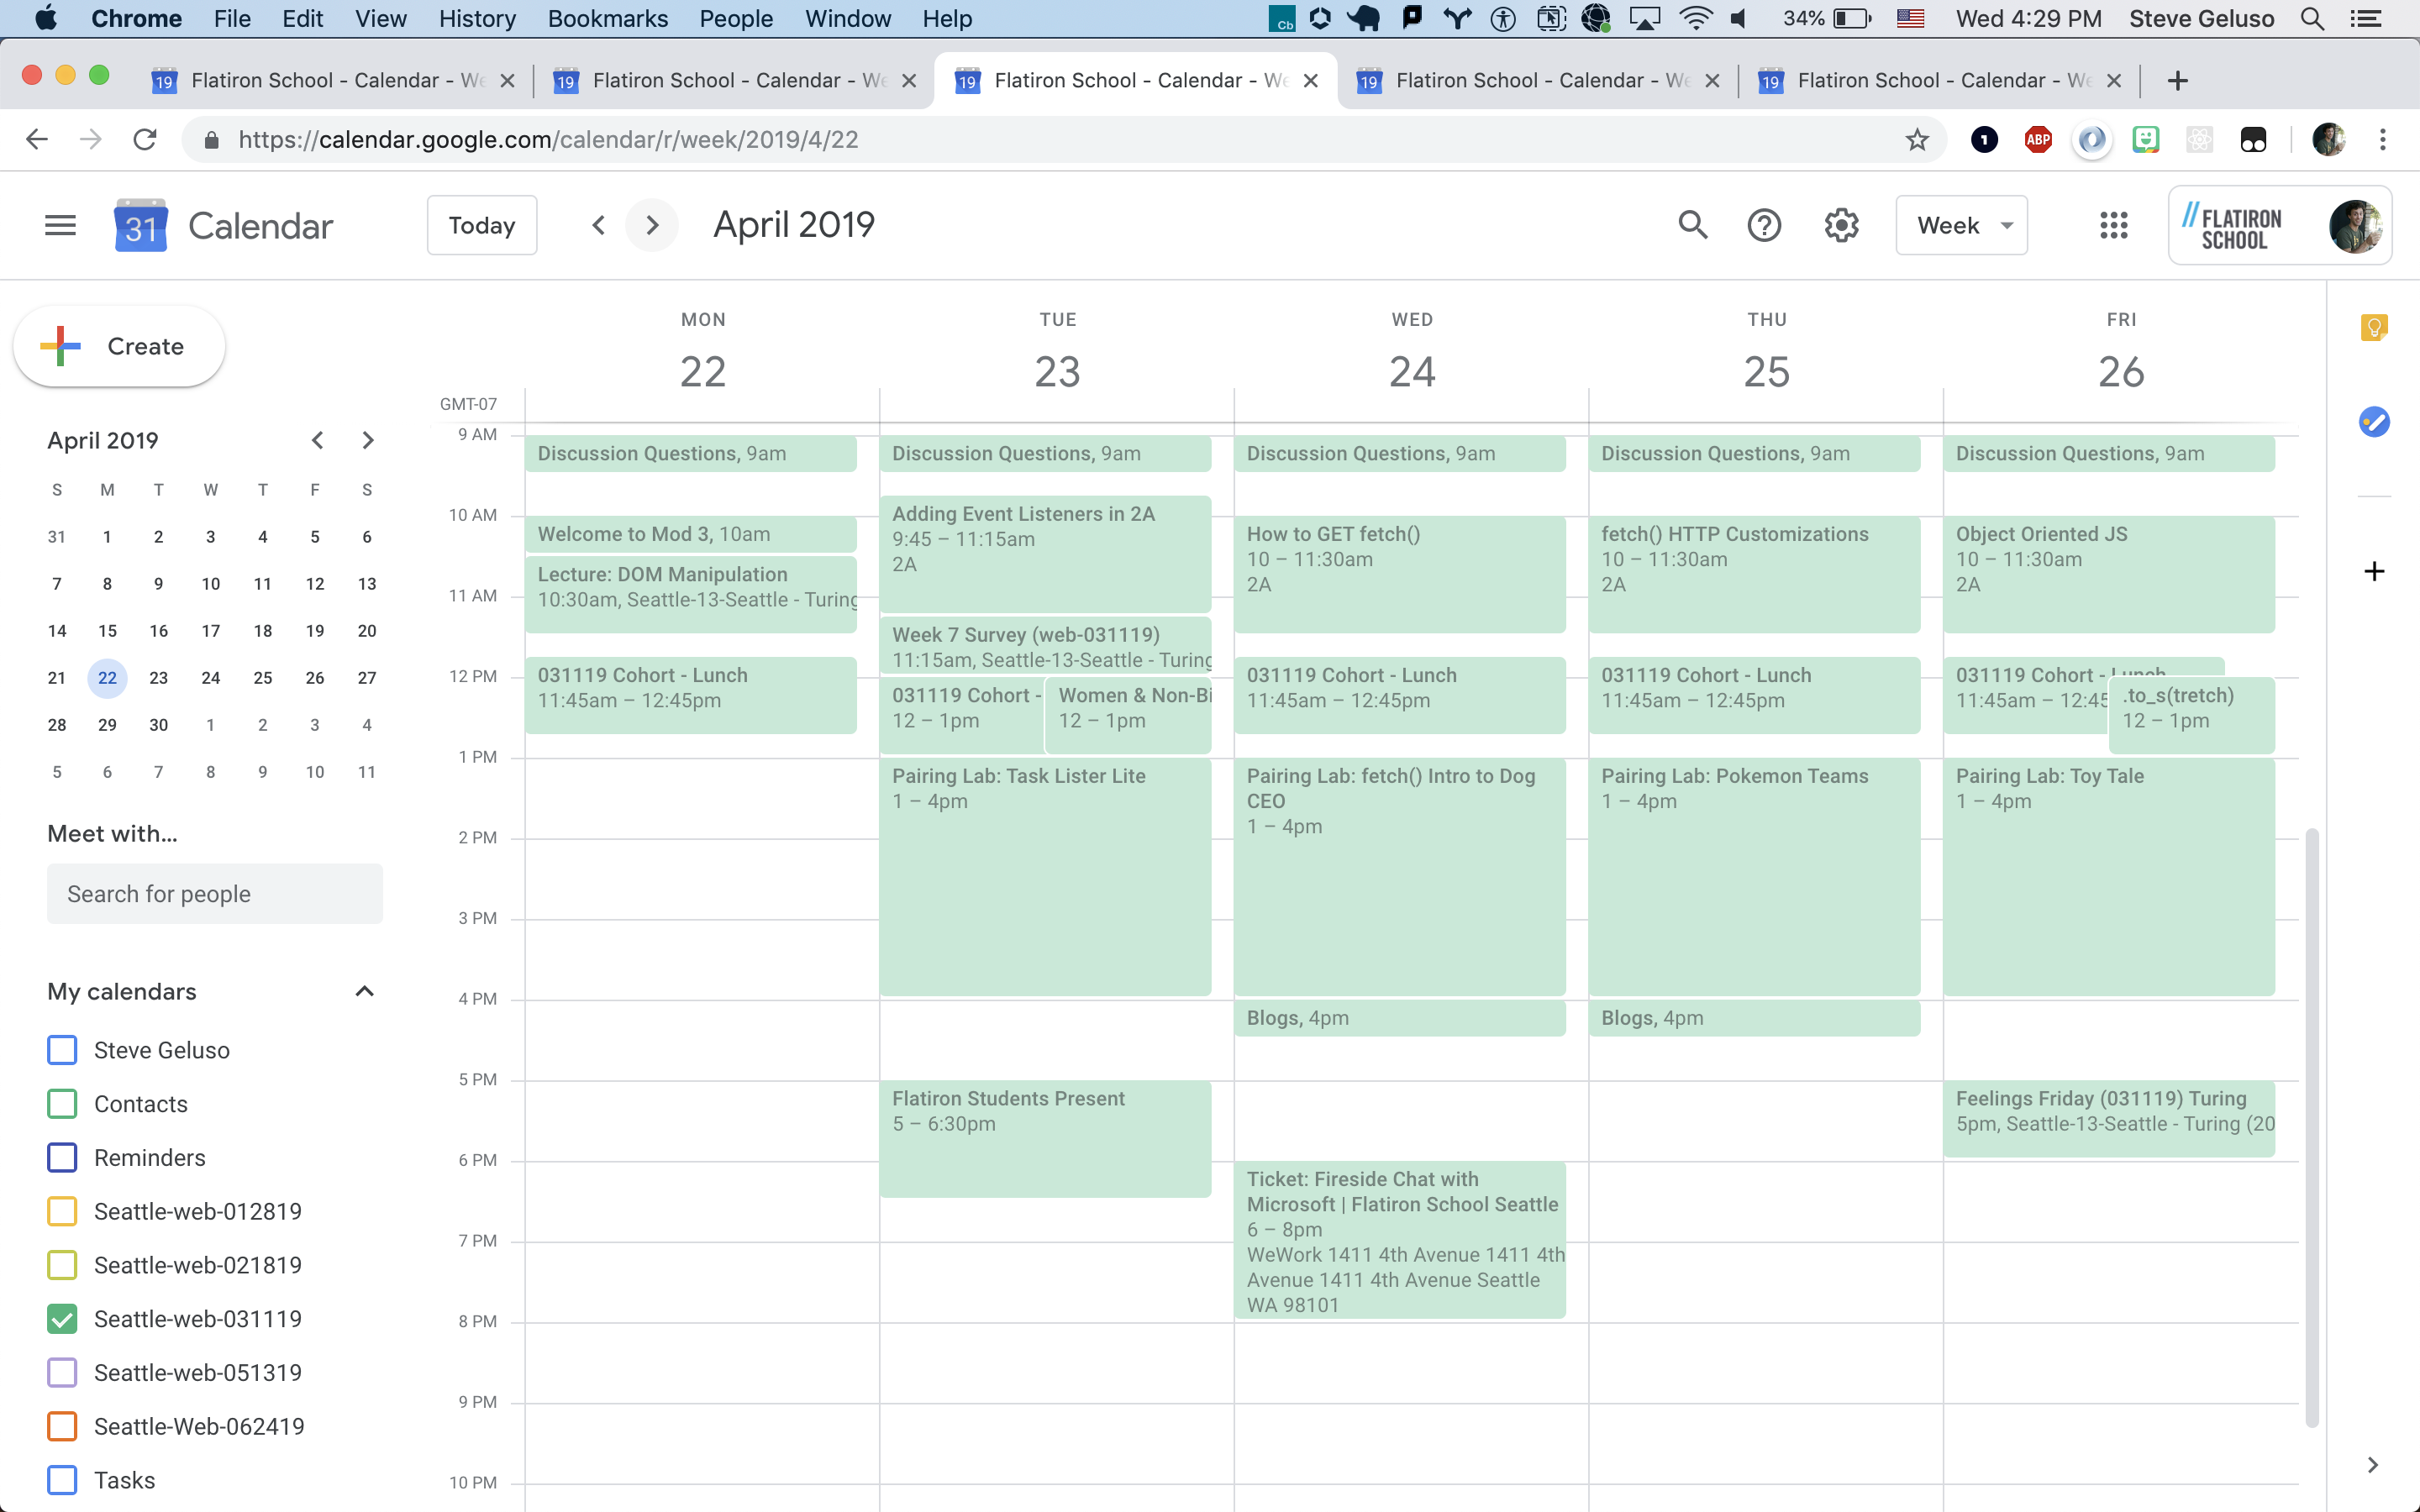 Chrome File Edit View History Bookmarks People Window Help Cb 34% Wed 4:29 PM Steve Geluso
19 Flatiron School - Calendar - We 19 Flatiron School - Calendar - We 19 Flatiron School - Calendar - We 19 Flatiron School - Calendar - We 19 Flatiron School - Calendar - We
https://calendar.google.com/calendar/r/week/2019/4/22 1 ABP
31 Calendar Today April 2019 Week // FLATIRON SCHOOL
Create
April 2019
S M T W T F S
31 1 2 3 4 5 6
7 8 9 10 11 12 13
14 15 16 17 18 19 20
21 22 23 24 25 26 27
28 29 30 1 2 3 4
5 6 7 8 9 10 11
Meet with...
Search for people
My calendars
Steve Geluso
Contacts
Reminders
Seattle-web-012819
Seattle-web-021819
Seattle-web-031119
Seattle-web-051319
Seattle-Web-062419
Tasks
GMT-07
9 AM
10 AM
11 AM
12 PM
1 PM
2 PM
3 PM
4 PM
5 PM
6 PM
7 PM
8 PM
9 PM
10 PM
MON
22
Discussion Questions, 9am
Welcome to Mod 3, 10am
Lecture: DOM Manipulation
10:30am, Seattle-13-Seattle - Turing
031119 Cohort - Lunch
11:45am – 12:45pm
TUE
23
Discussion Questions, 9am
Adding Event Listeners in 2A
9:45 – 11:15am
2A
Week 7 Survey (web-031119)
11:15am, Seattle-13-Seattle - Turing
031119 Cohort -
12 – 1pm
Women & Non-Bi
12 – 1pm
Pairing Lab: Task Lister Lite
1 – 4pm
Flatiron Students Present
5 – 6:30pm
WED
24
Discussion Questions, 9am
How to GET fetch()
10 – 11:30am
2A
031119 Cohort - Lunch
11:45am – 12:45pm
Pairing Lab: fetch() Intro to Dog
CEO
1 – 4pm
Blogs, 4pm
Ticket: Fireside Chat with
Microsoft | Flatiron School Seattle
6 – 8pm
WeWork 1411 4th Avenue 1411 4th
Avenue 1411 4th Avenue Seattle
WA 98101
THU
25
Discussion Questions, 9am
fetch() HTTP Customizations
10 – 11:30am
2A
031119 Cohort - Lunch
11:45am – 12:45pm
Pairing Lab: Pokemon Teams
1 – 4pm
Blogs, 4pm
FRI
26
Discussion Questions, 9am
Object Oriented JS
10 – 11:30am
2A
031119 Cohort - Lunch
11:45am – 12:45
.to_s(tretch)
12 – 1pm
Pairing Lab: Toy Tale
1 – 4pm
Feelings Friday (031119) Turing
5pm, Seattle-13-Seattle - Turing (20